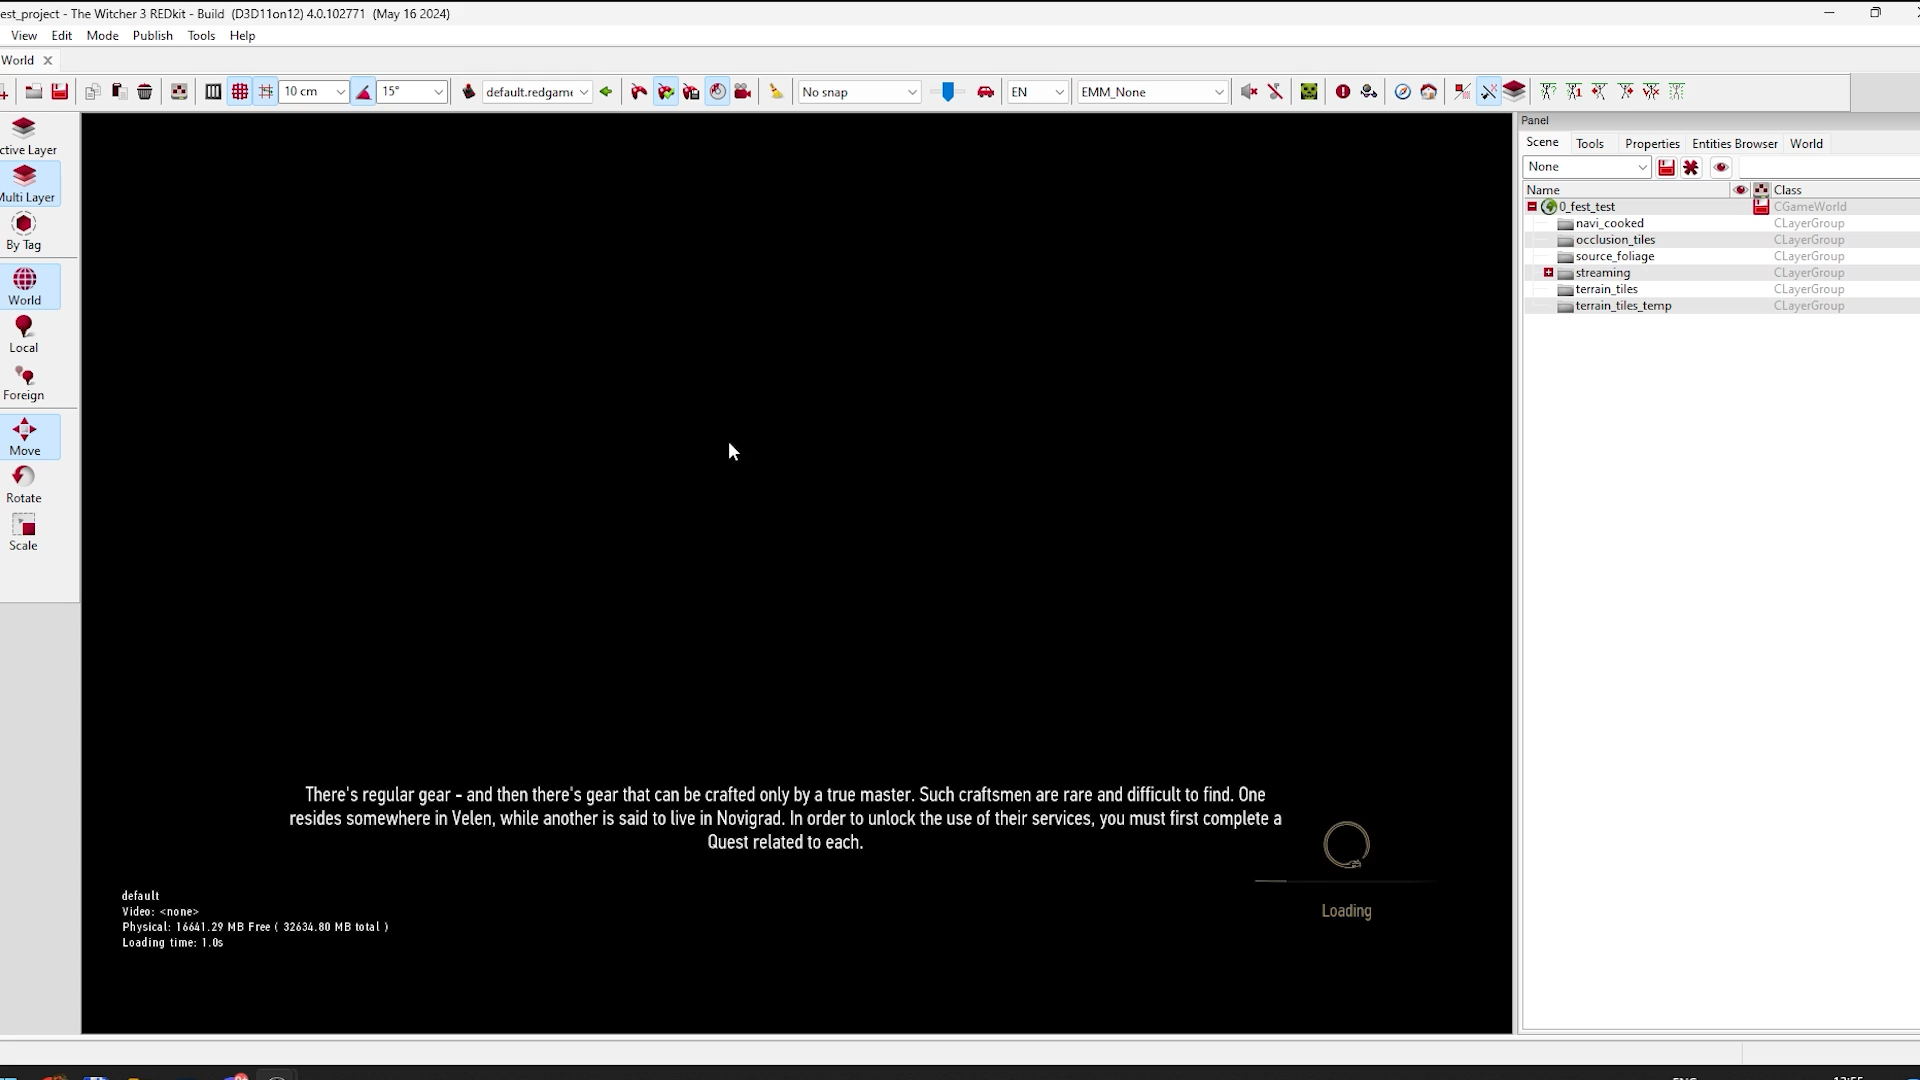 est_project - The Witcher 3 REDkit - Build (D3D11on12) 4.0.102771 (May 16 2024)
View Edit Mode Publish Tools Help
World
10 cm 15° default.redgame No snap EN EMM_None
ctive Layer
Multi Layer
By Tag
World
Local
Foreign
Move
Rotate
Scale
There's regular gear - and then there's gear that can be crafted only by a true master. Such craftsmen are rare and difficult to find. One
resides somewhere in Velen, while another is said to live in Novigrad. In order to unlock the use of their services, you must first complete a
Quest related to each.
default
Video: <none>
Physical: 16641.29 MB Free ( 32634.80 MB total )
Loading time: 1.0s
Loading
Panel
Scene Tools Properties Entities Browser World
None
Name Class
0_fest_test CGameWorld
navi_cooked CLayerGroup
occlusion_tiles CLayerGroup
source_foliage CLayerGroup
streaming CLayerGroup
terrain_tiles CLayerGroup
terrain_tiles_temp CLayerGroup